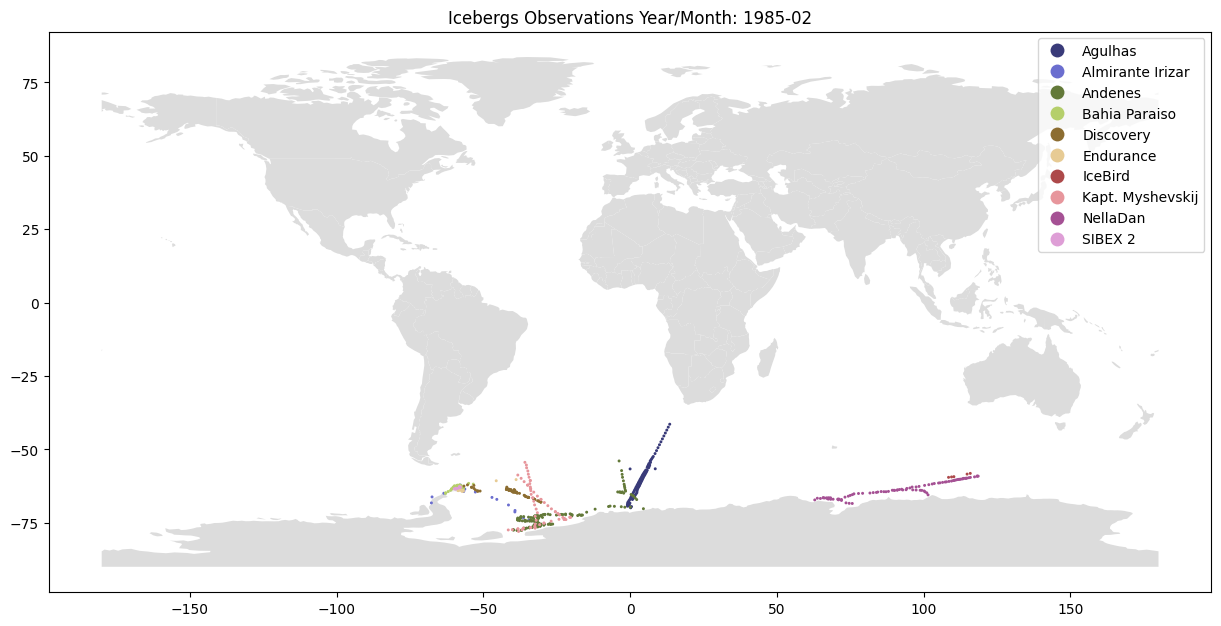 Icebergs Observations Year/Month: 1985-02
Agulhas
Almirante Irizar
Andenes
Bahia Paraiso
Discovery
Endurance
IceBird
Kapt. Myshevskij
NellaDan
SIBEX 2
75
50
25
0
−25
−50
−75
−150 −100 −50 0 50 100 150